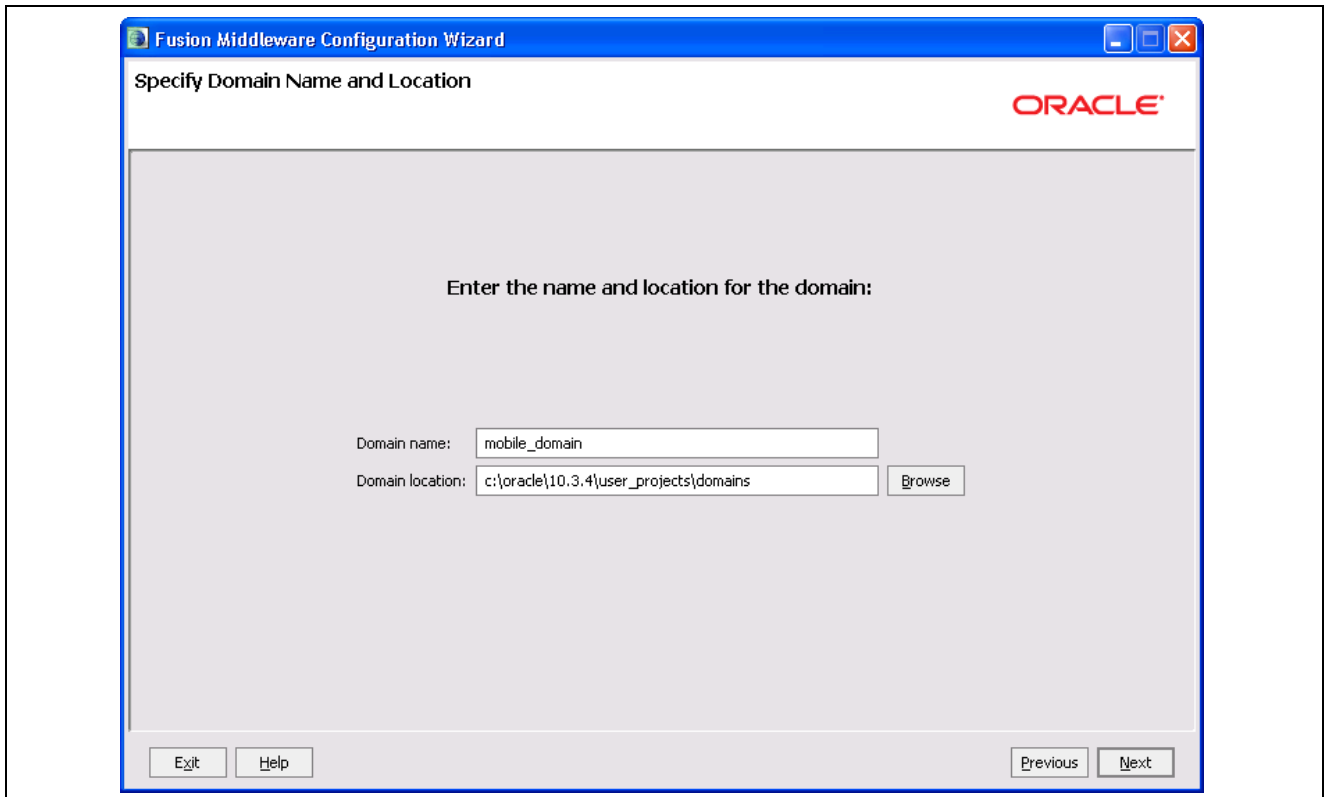 Fusion Middleware Configuration Wizard
Specify Domain Name and Location
ORACLE
Enter the name and location for the domain:
Domain name: mobile_domain
Domain location: c:\oracle\10.3.4\user_projects\domains Browse
Exit Help Previous Next